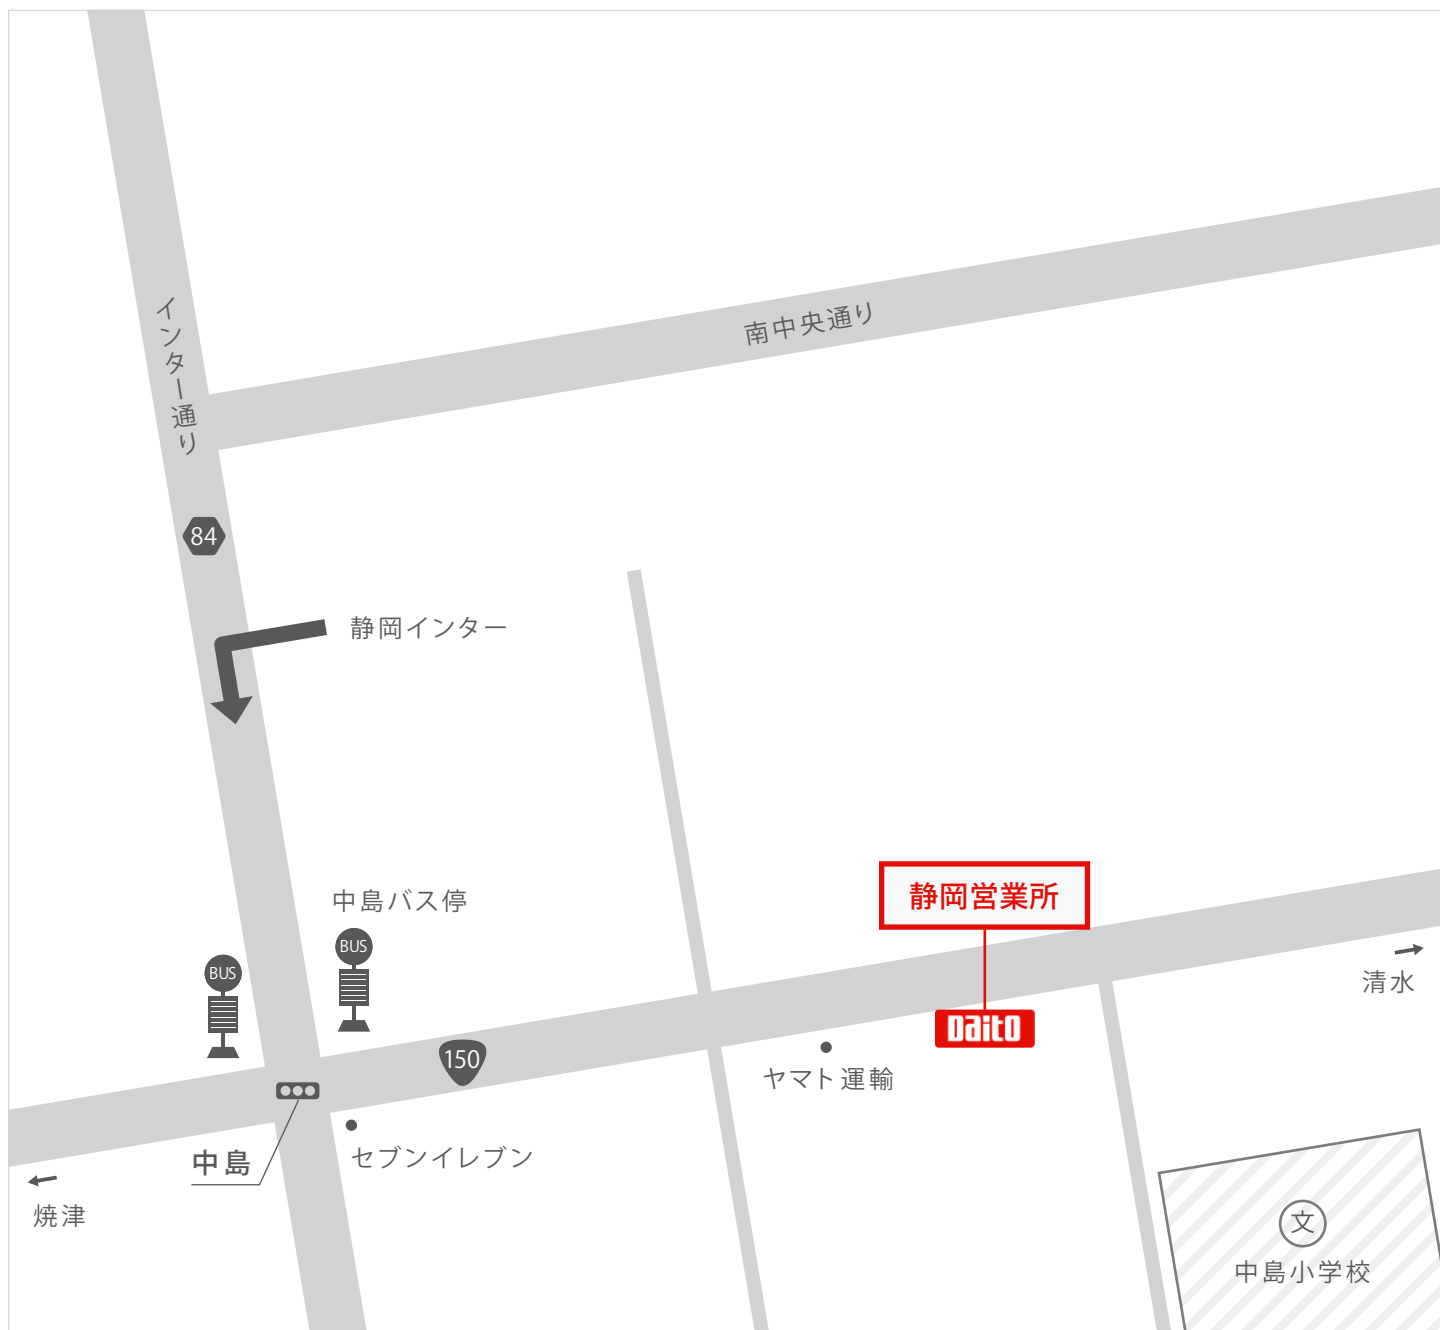 南中央通り
インター通り
84
静岡インター
静岡営業所
中島バス停
BUS
BUS
清水
Daito
150
ヤマト運輸
中島
セブンイレブン
焼津
文
中島小学校